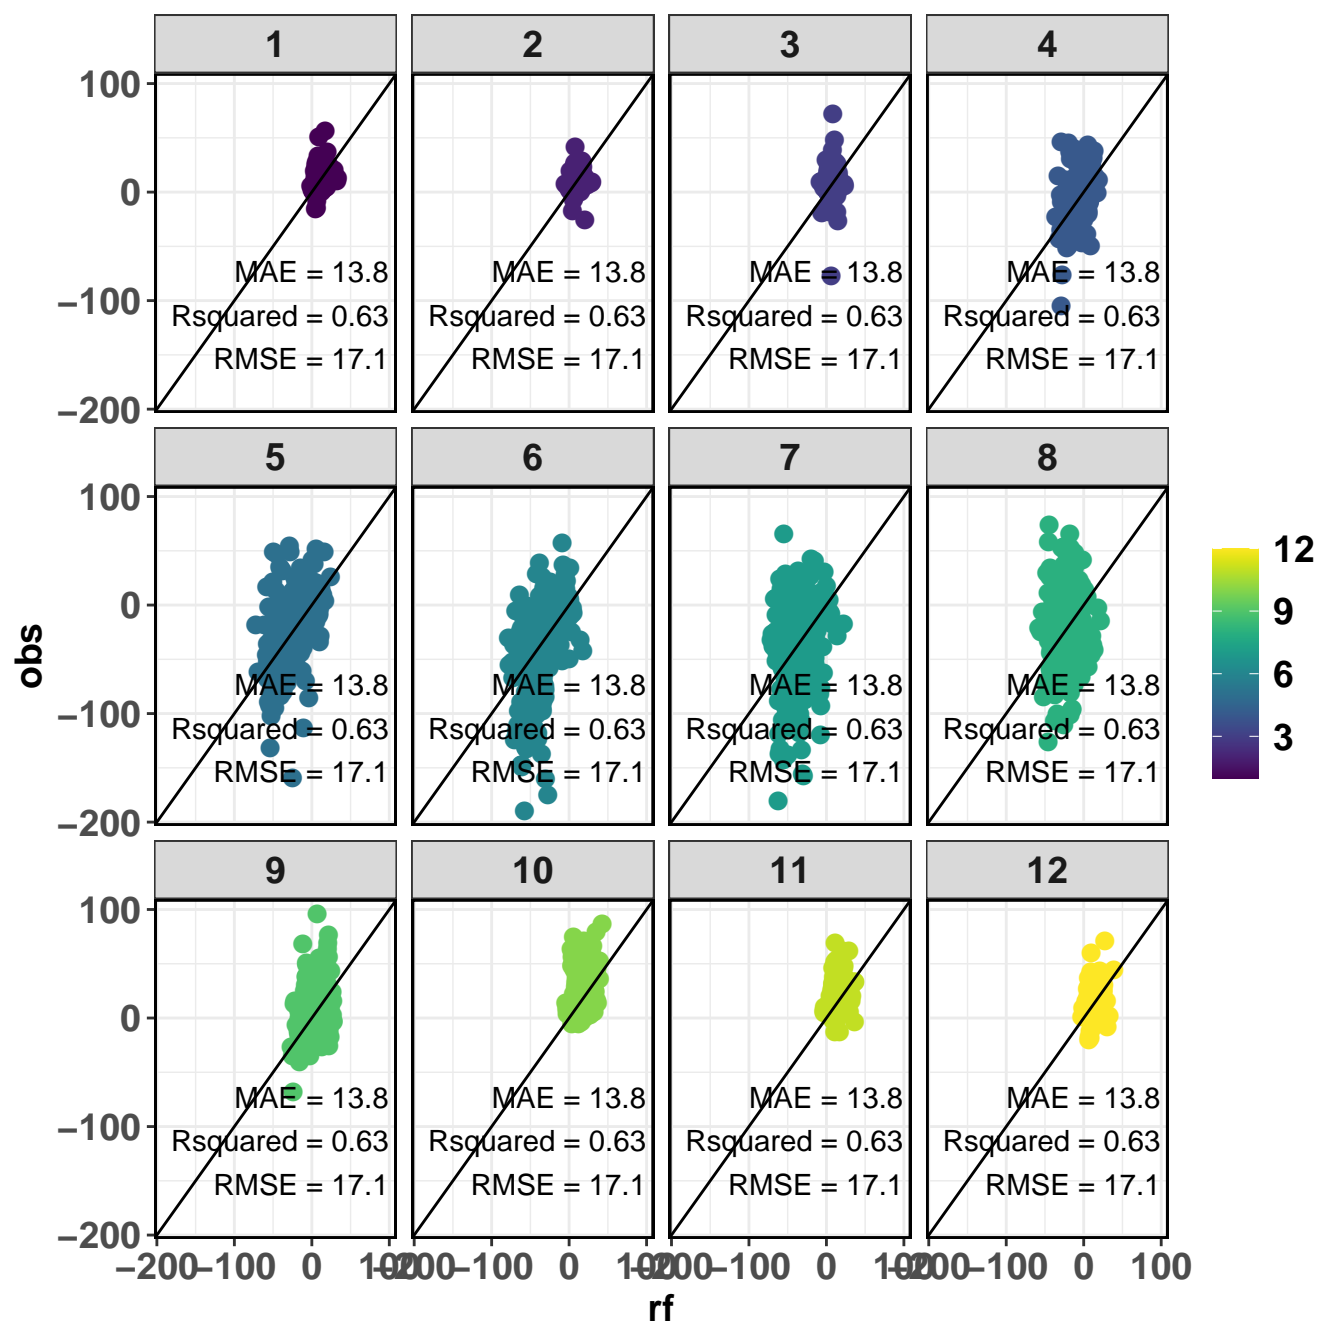 1 2 3 4
100
0
−100
−200
MAE = 13.8 MAE = 13.8 MAE = 13.8 MAE = 13.8
Rsquared = 0.63 Rsquared = 0.63 Rsquared = 0.63 Rsquared = 0.63
RMSE = 17.1 RMSE = 17.1 RMSE = 17.1 RMSE = 17.1
5 6 7 8
100
0
−100
−200
MAE = 13.8 MAE = 13.8 MAE = 13.8 MAE = 13.8
Rsquared = 0.63 Rsquared = 0.63 Rsquared = 0.63 Rsquared = 0.63
RMSE = 17.1 RMSE = 17.1 RMSE = 17.1 RMSE = 17.1
9 10 11 12
100
0
−100
−200
MAE = 13.8 MAE = 13.8 MAE = 13.8 MAE = 13.8
Rsquared = 0.63 Rsquared = 0.63 Rsquared = 0.63 Rsquared = 0.63
RMSE = 17.1 RMSE = 17.1 RMSE = 17.1 RMSE = 17.1
−200 −100 0 100 −200 −100 0 100 −200 −100 0 100 −200 −100 0 100
rf
obs
12
9
6
3